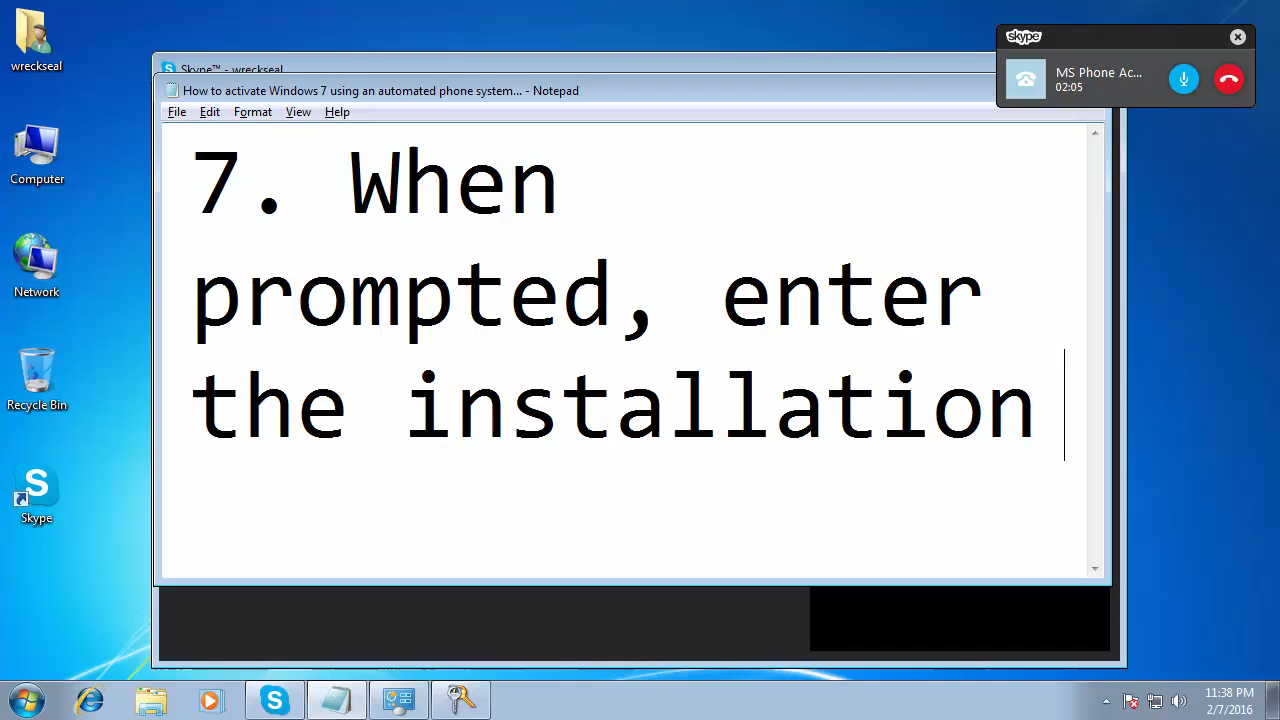 wreckseal
Computer
Network
Recycle Bin
Skype
Skype™ - wreckseal
How to activate Windows 7 using an automated phone system... - Notepad
File Edit Format View Help
7. When
prompted, enter
the installation
skype
MS Phone Ac...
02:05
11:38 PM
2/7/2016